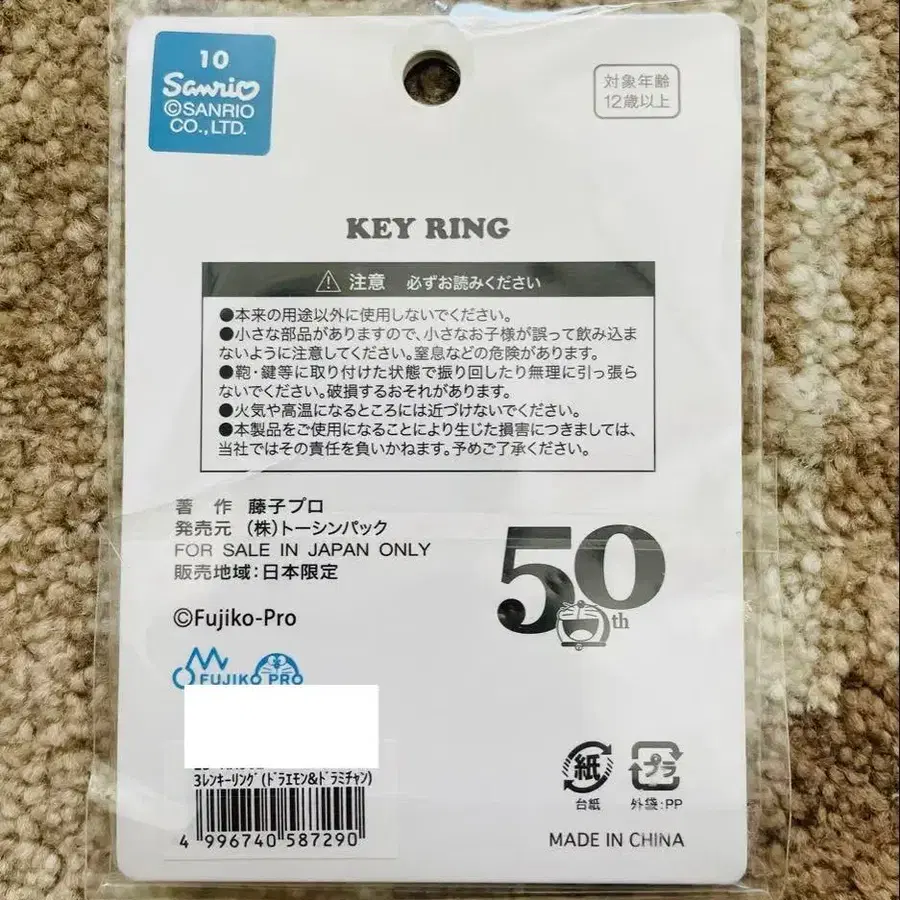 10
Sanrio
©SANRIO
CO.,LTD.
対象年齢
12歳以上
KEY RING
注意 必ずお読みください
●本来の用途以外に使用しないでください。
●小さな部品がありますので、小さなお子様が誤って飲み込ま
ないように注意してください。窒息などの危険があります。
●鞄・鍵等に取り付けた状態で振り回したり無理に引っ張ら
ないでください。破損するおそれがあります。
●火気や高温になるところには近づけないでください。
●本製品をご使用になることにより生じた損害につきましては、
当社ではその責任を負いかねます。予めご了承ください。
著 作 藤子プロ
発売元 (株)トーシンパック
FOR SALE IN JAPAN ONLY
販売地域:日本限定
50th
©Fujiko-Pro
FUJIKO PRO
3レンキーリング(ドラエモン&ドラミチャン)
4 996740 587290
紙
台紙
プラ
外袋:PP
MADE IN CHINA